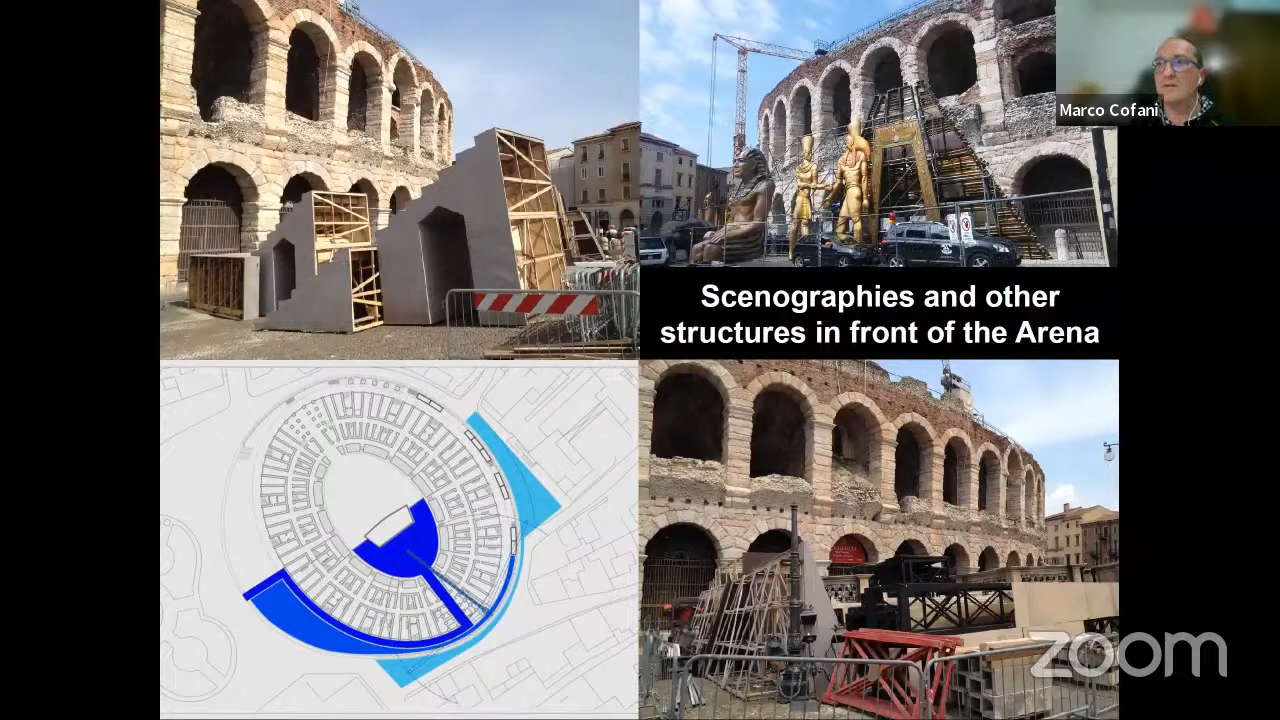 Marco Cofani
Scenographies and other
structures in front of the Arena
zoom